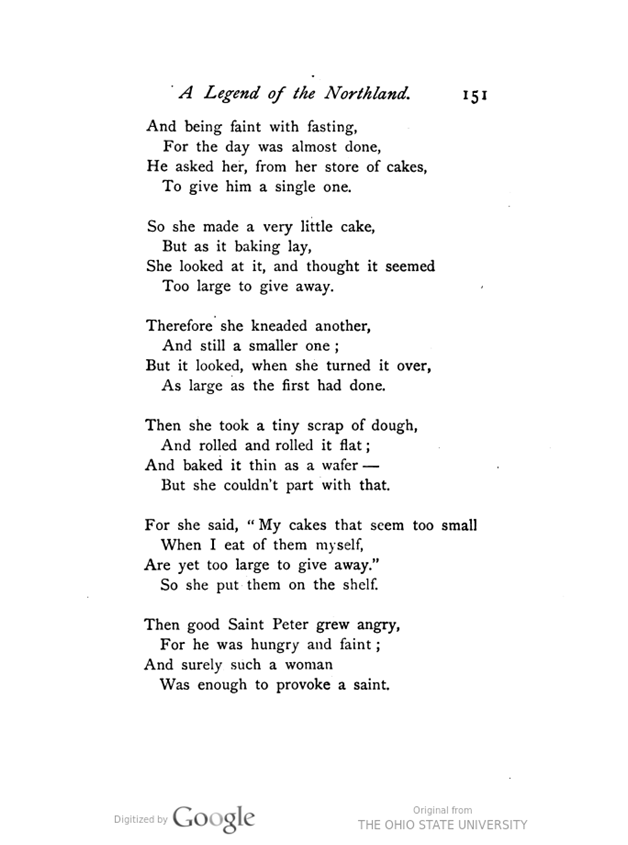 A Legend of the Northland. 151
And being faint with fasting,
For the day was almost done,
He asked her, from her store of cakes,
To give him a single one.
So she made a very little cake,
But as it baking lay,
She looked at it, and thought it seemed
Too large to give away.
Therefore she kneaded another,
And still a smaller one ;
But it looked, when she turned it over,
As large as the first had done.
Then she took a tiny scrap of dough,
And rolled and rolled it flat ;
And baked it thin as a wafer —
But she couldn't part with that.
For she said, " My cakes that seem too small
When I eat of them myself,
Are yet too large to give away."
So she put them on the shelf.
Then good Saint Peter grew angry,
For he was hungry and faint ;
And surely such a woman
Was enough to provoke a saint.
Digitized by Google
Original from
THE OHIO STATE UNIVERSITY